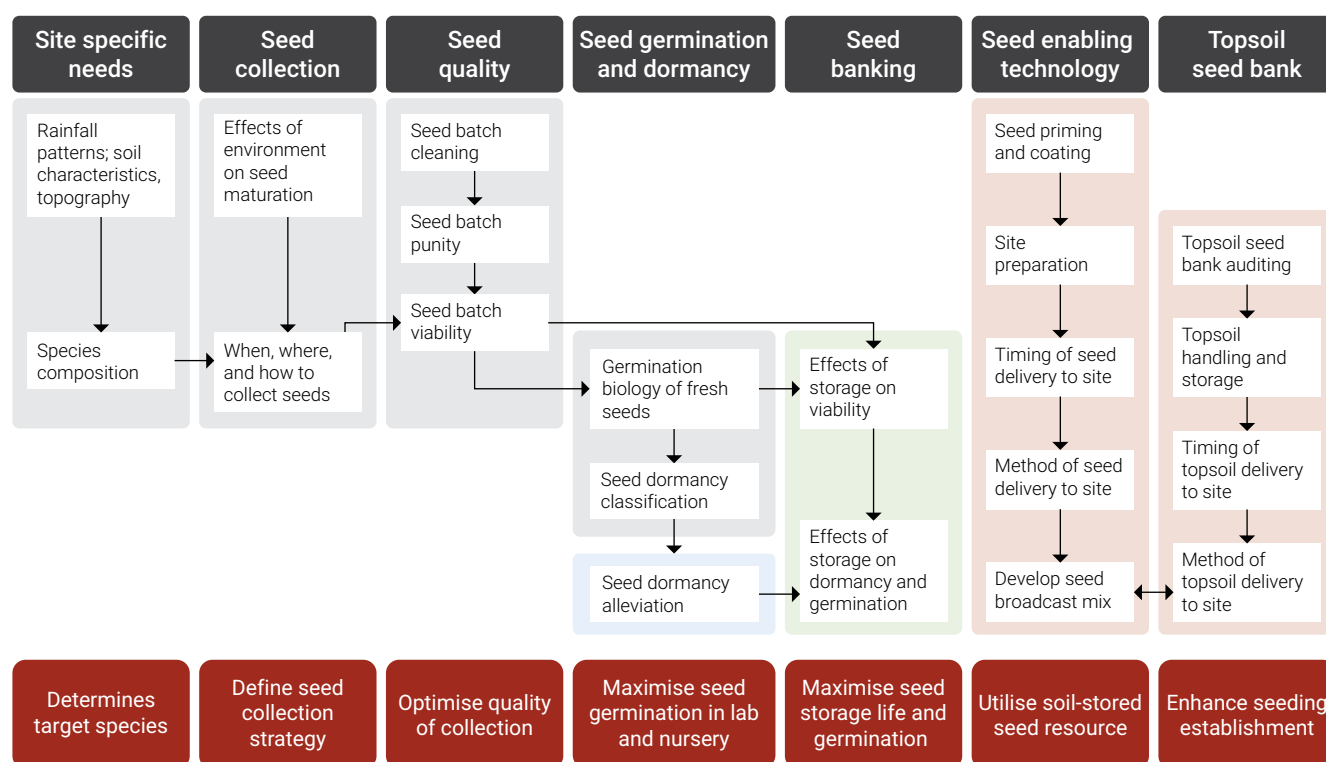 Site specific
needs
Seed
collection
Seed
quality
Seed germination
and dormancy
Seed
banking
Seed enabling
technology
Topsoil
seed bank
Rainfall
patterns; soil
characteristics,
topography
Species
composition
Effects of
environment
on seed
maturation
When, where,
and how to
collect seeds
Seed batch
cleaning
Seed batch
punity
Seed batch
viability
Germination
biology of fresh
seeds
Seed dormancy
classification
Seed dormancy
alleviation
Effects of
storage on
viability
Effects of
storage on
dormancy and
germination
Seed priming
and coating
Site
preparation
Timing of seed
delivery to site
Method of seed
delivery to site
Develop seed
broadcast mix
Topsoil seed
bank auditing
Topsoil
handling and
storage
Timing of
topsoil delivery
to site
Method of
topsoil delivery
to site
Determines
target species
Define seed
collection
strategy
Optimise quality
of collection
Maximise seed
germination in lab
and nursery
Maximise seed
storage life and
germination
Utilise soil-stored
seed resource
Enhance seeding
establishment